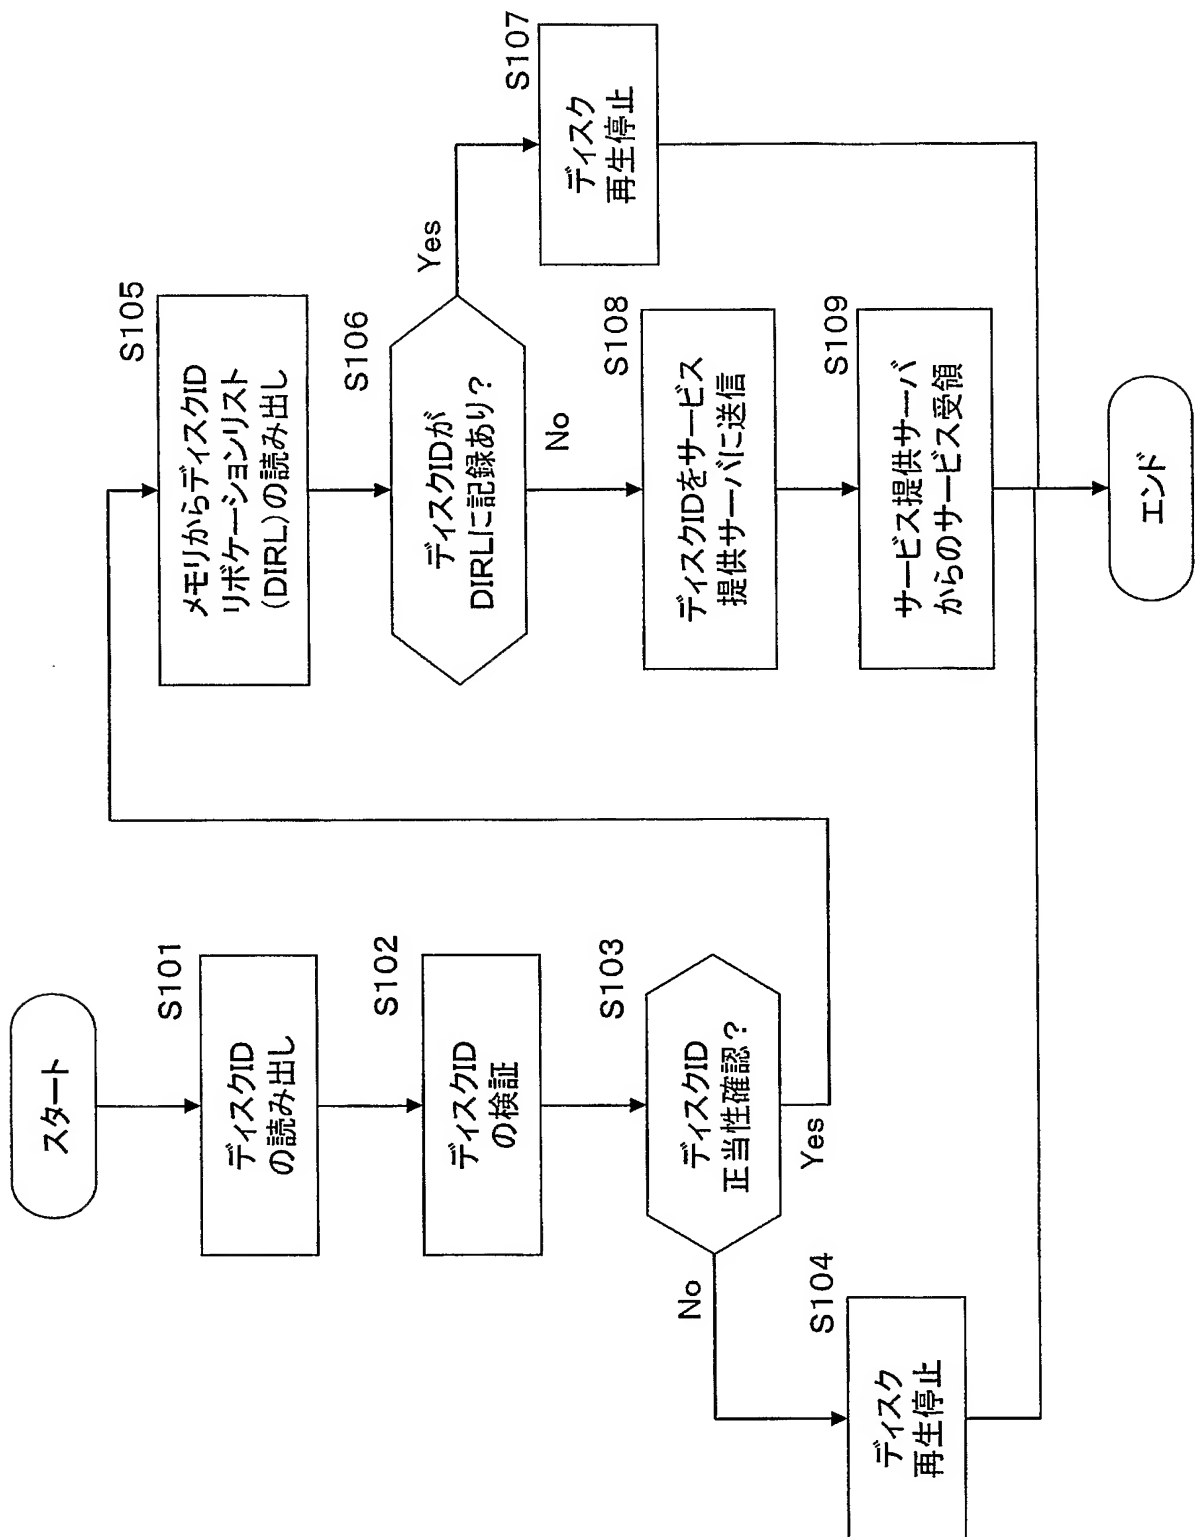 スタート
S101
ディスクID
の読み出し
S102
ディスクID
の検証
S103
ディスクID
正当性確認？
No
Yes
S104
ディスク
再生停止
S105
メモリからディスクID
リボケーションリスト
(DIRL)の読み出し
S106
ディスクIDが
DIRLに記録あり？
Yes
No
S107
ディスク
再生停止
S108
ディスクIDをサービス
提供サーバに送信
S109
サービス提供サーバ
からのサービス受領
エンド